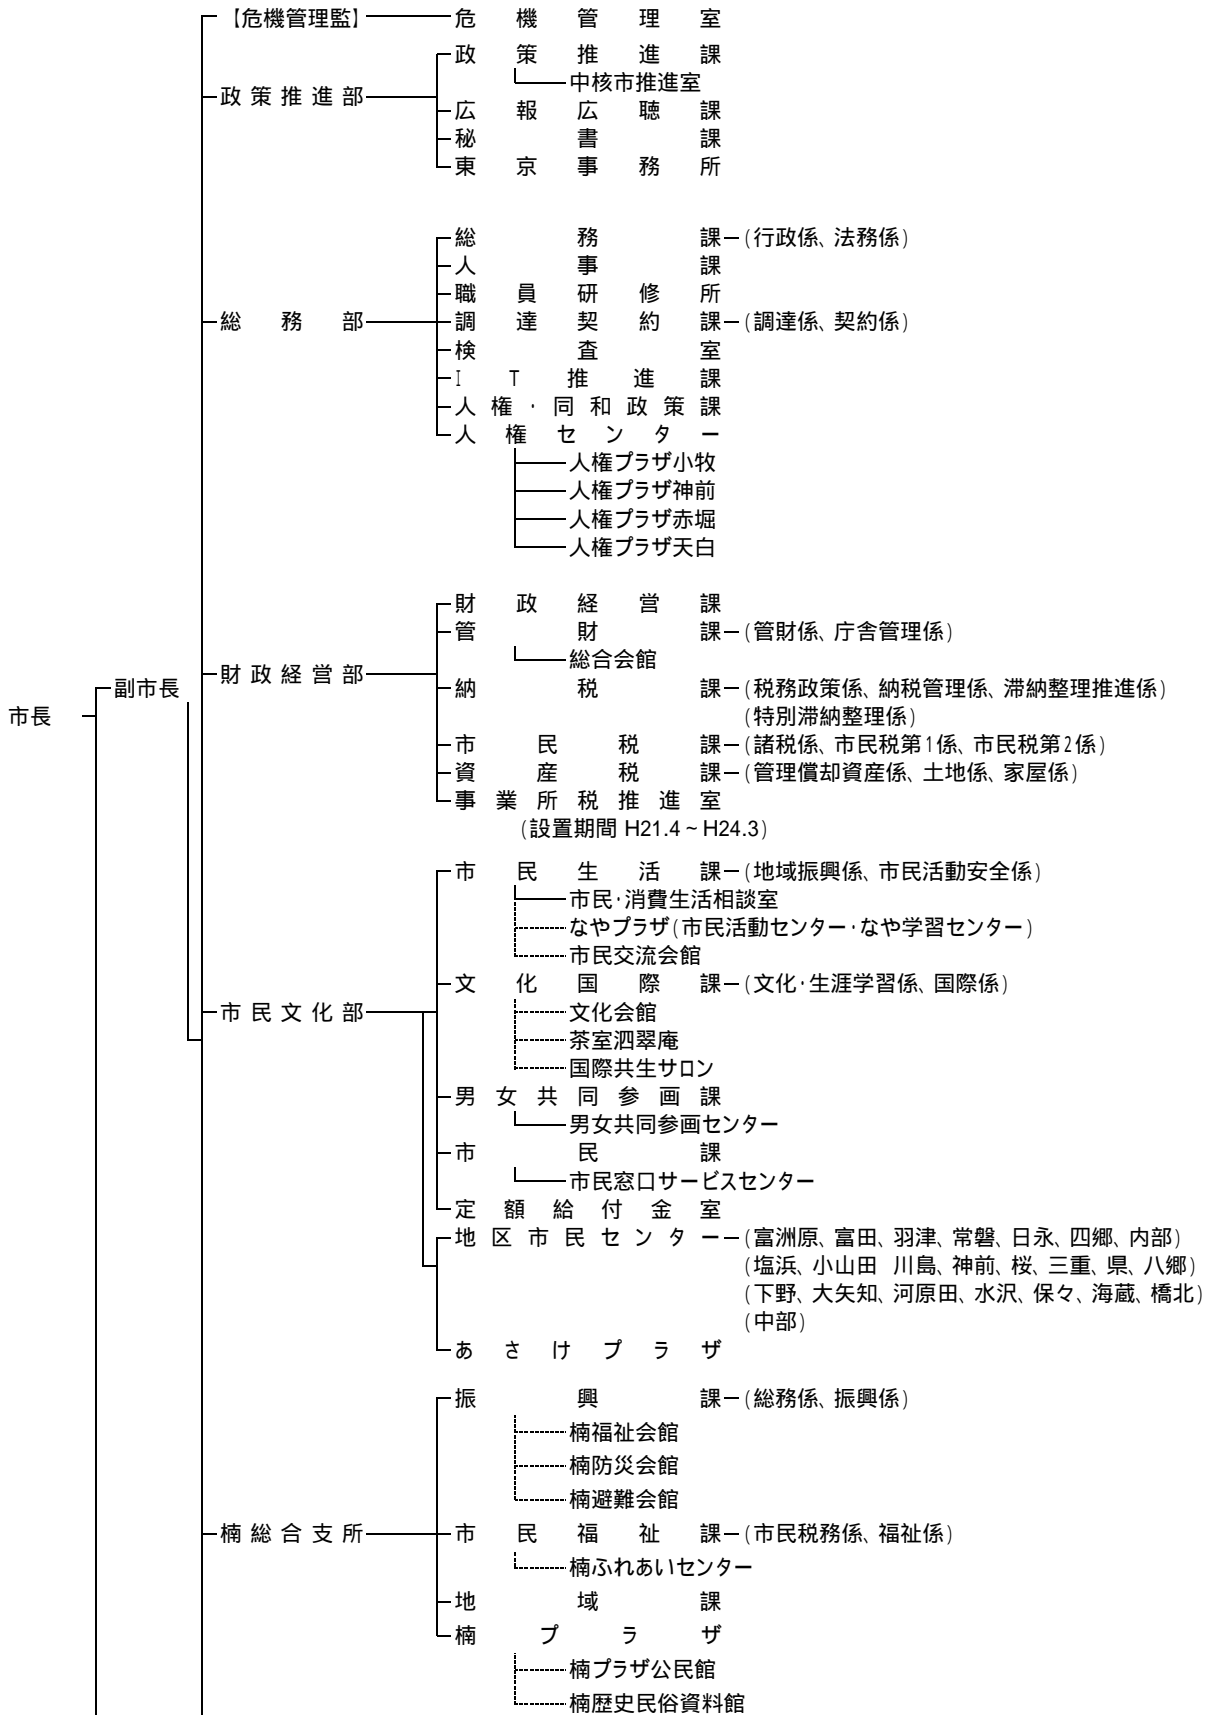 【危機管理監】 危機管理室
政策推進課
中核市推進室
政策推進部
広報広聴課
秘書課
東京事務所
総務課 (行政係、法務係)
人事課
職員研修所
総務部 調達契約課 (調達係、契約係)
検査室
IT推進課
人権・同和政策課
人権センター
人権プラザ小牧
人権プラザ神前
人権プラザ赤堀
人権プラザ天白
財政経営課
管財課 (管財係、庁舎管理係)
総合会館
財政経営部
副市長 納税課 (税務政策係、納税管理係、滞納整理推進係)
市長 (特別滞納整理係)
市民税課 (諸税係、市民税第1係、市民税第2係)
資産税課 (管理償却資産係、土地係、家屋係)
事業所税推進室
(設置期間 H21.4~H24.3)
市民生活課 (地域振興係、市民活動安全係)
市民・消費生活相談室
なやプラザ(市民活動センター・なや学習センター)
市民交流会館
文化国際課 (文化・生涯学習係、国際係)
市民文化部 文化会館
茶室泗翠庵
国際共生サロン
男女共同参画課
男女共同参画センター
市民課
市民窓口サービスセンター
定額給付金室
地区市民センター (富洲原、富田、羽津、常磐、日永、四郷、内部)
(塩浜、小山田 川島、神前、桜、三重、県、八郷)
(下野、大矢知、河原田、水沢、保々、海蔵、橋北)
(中部)
あさけプラザ
振興課 (総務係、振興係)
楠福祉会館
楠防災会館
楠避難会館
楠総合支所 市民福祉課 (市民税務係、福祉係)
楠ふれあいセンター
地域課
楠プラザ
楠プラザ公民館
楠歴史民俗資料館